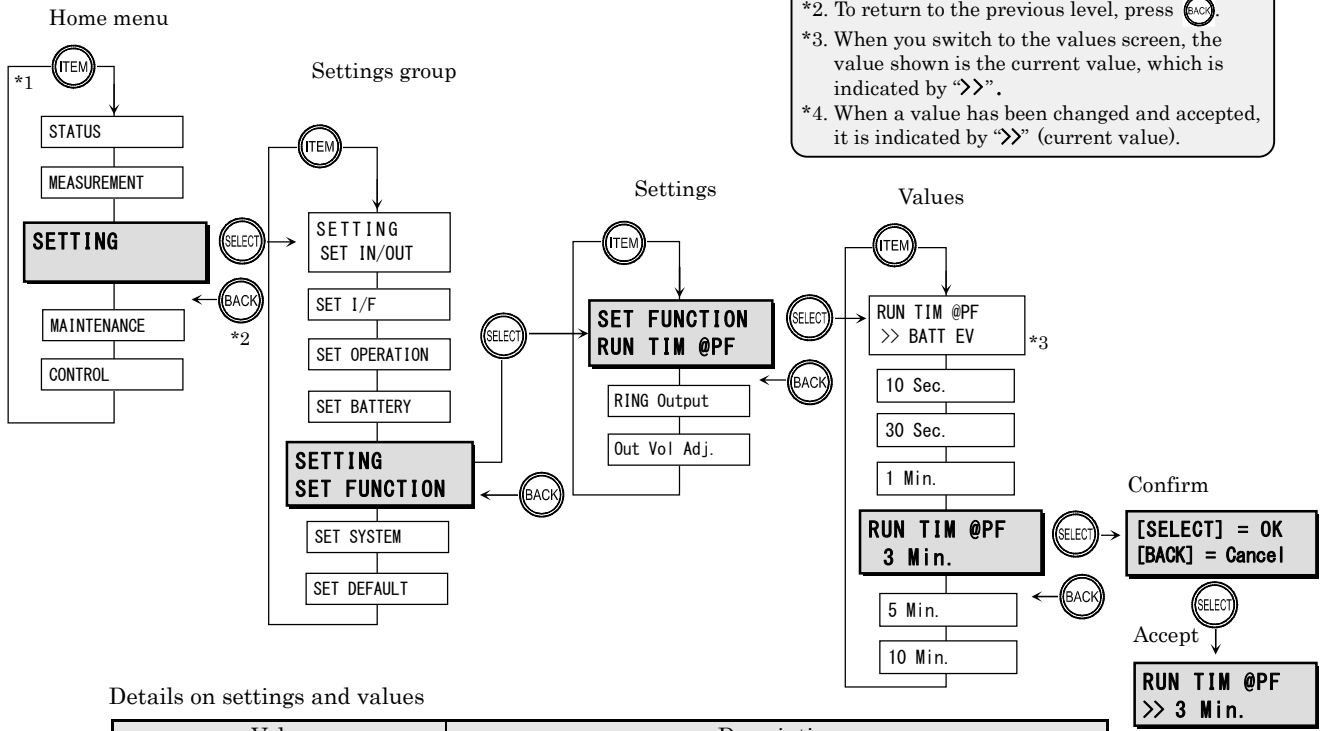 Home menu
*1
ITEM
STATUS
MEASUREMENT
SETTING
MAINTENANCE
CONTROL
SELECT
BACK
*2
Settings group
ITEM
SETTING
SET IN/OUT
SET I/F
SET OPERATION
SET BATTERY
SETTING
SET FUNCTION
SET SYSTEM
SET DEFAULT
SELECT
BACK
Settings
ITEM
SET FUNCTION
RUN TIM @PF
RING Output
Out Vol Adj.
SELECT
BACK
*2. To return to the previous level, press BACK.
*3. When you switch to the values screen, the
value shown is the current value, which is
indicated by “>>”.
*4. When a value has been changed and accepted,
it is indicated by “>>” (current value).
Values
ITEM
RUN TIM @PF
>> BATT EV
*3
10 Sec.
30 Sec.
1 Min.
RUN TIM @PF
3 Min.
5 Min.
10 Min.
SELECT
BACK
Confirm
[SELECT] = OK
[BACK] = Cancel
SELECT
Accept
RUN TIM @PF
>> 3 Min.
Details on settings and values